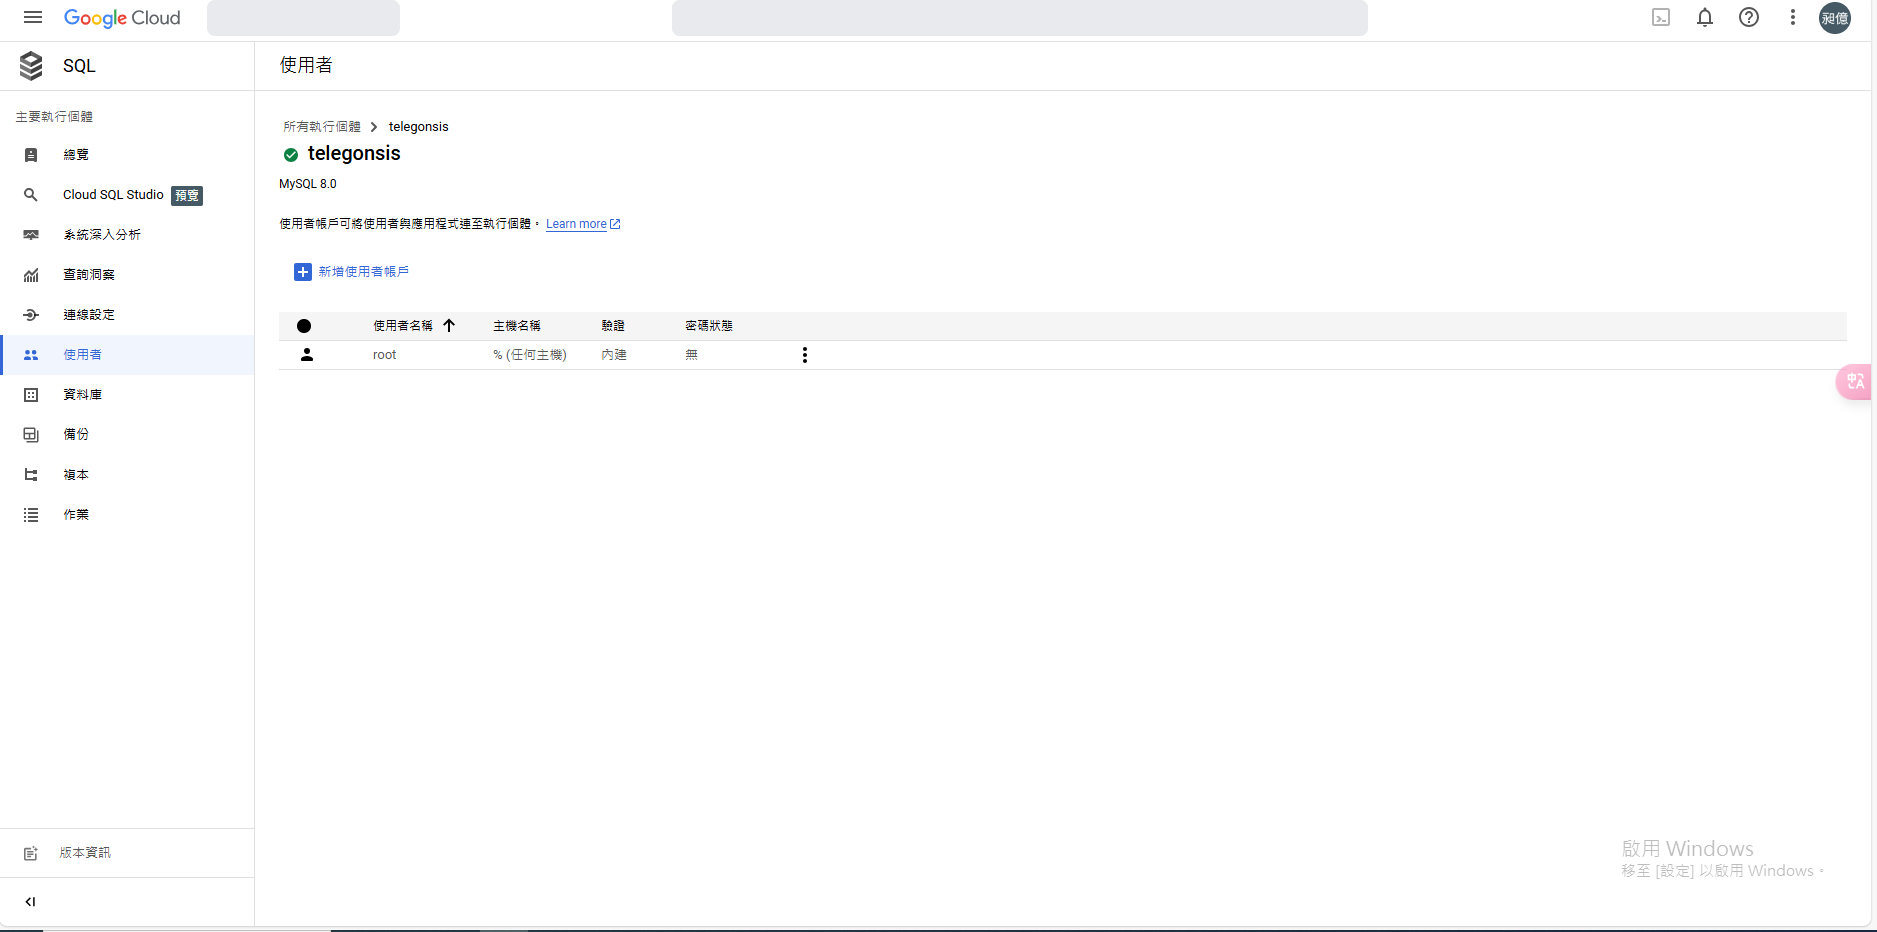 Google Cloud
昶億
SQL
使用者
主要執行個體
總覽
Cloud SQL Studio 預覽
系統深入分析
查詢洞察
連線設定
使用者
資料庫
備份
複本
作業
版本資訊
所有執行個體 telegonsis
telegonsis
MySQL 8.0
使用者帳戶可將使用者與應用程式連至執行個體。 Learn more
新增使用者帳戶
使用者名稱 主機名稱 驗證 密碼狀態
root % (任何主機) 內建 無
中A
啟用 Windows
移至 [設定] 以啟用 Windows。